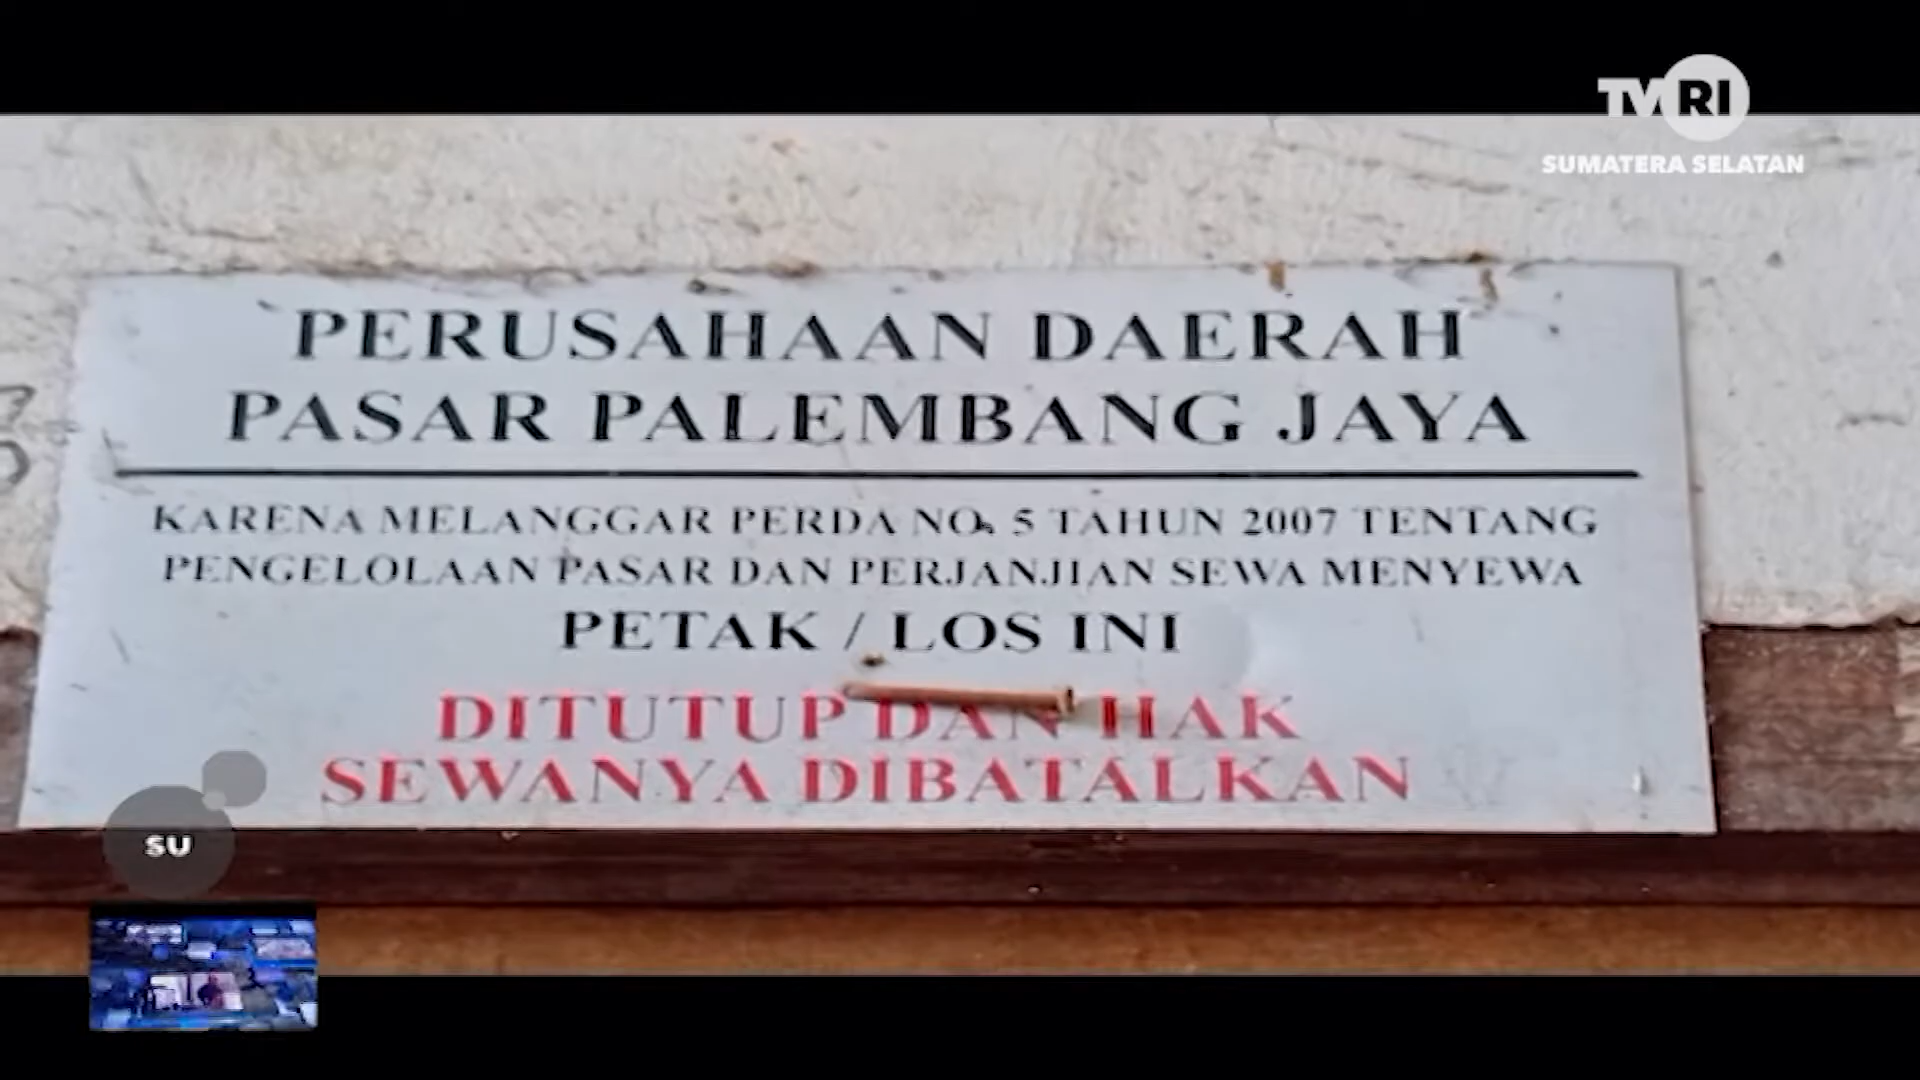 TVRI
SUMATERA SELATAN
PERUSAHAAN DAERAH
PASAR PALEMBANG JAYA
KARENA MELANGGAR PERDA NO. 5 TAHUN 2007 TENTANG
PENGELOLAAN PASAR DAN PERJANJIAN SEWA MENYEWA
PETAK / LOS INI
DITUTUP DAN HAK
SEWANYA DIBATALKAN
SU